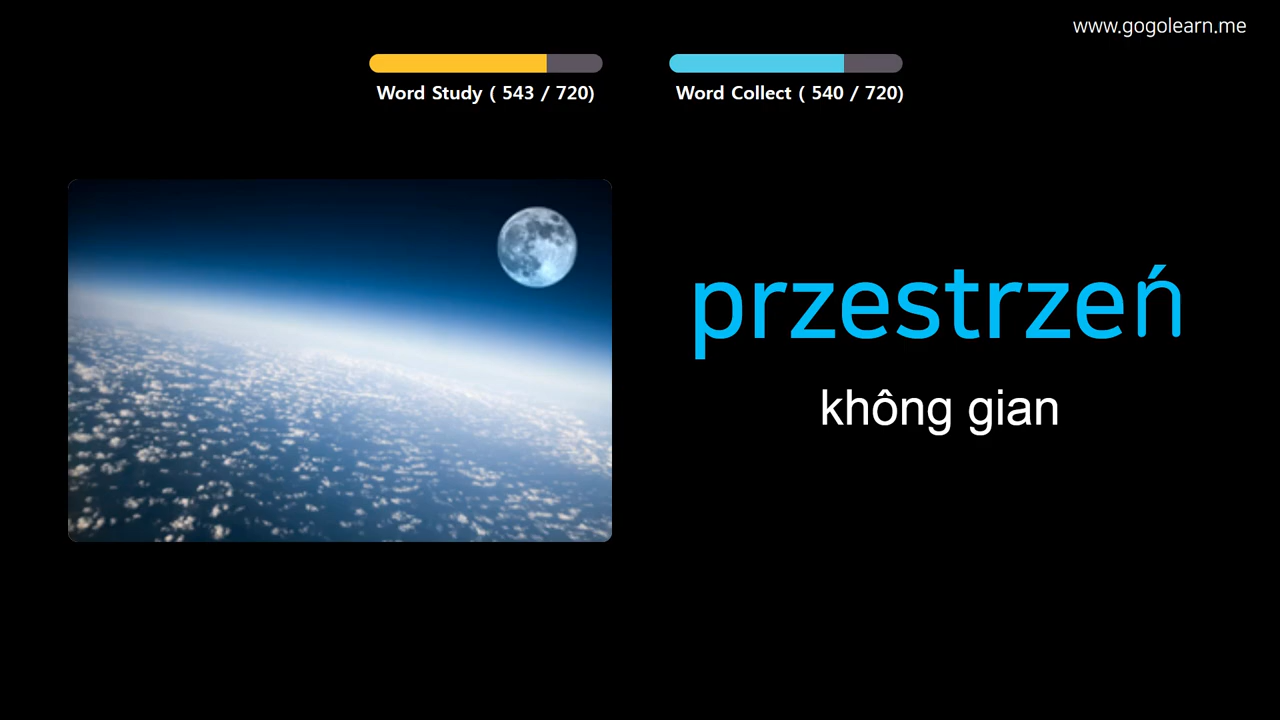 www.gogolearn.me
Word Study ( 543 / 720)
Word Collect ( 540 / 720)
przestrzeń
không gian